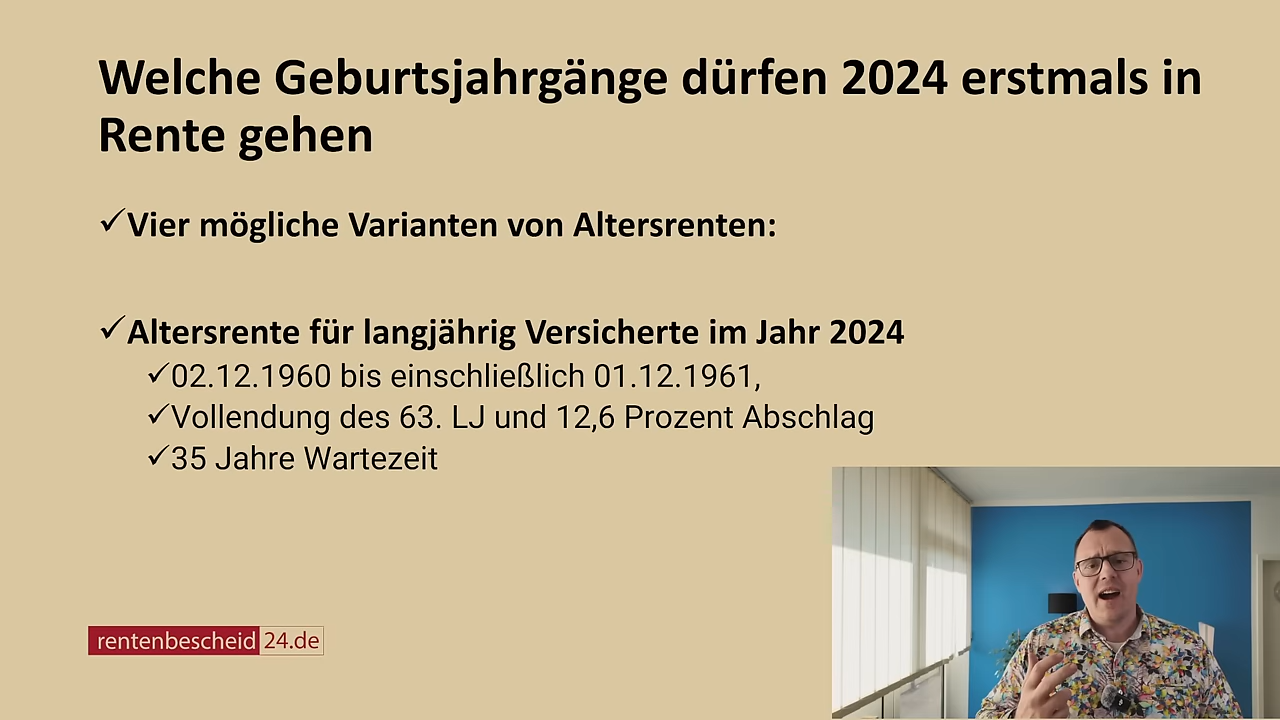 Welche Geburtsjahrgänge dürfen 2024 erstmals in
Rente gehen
✓Vier mögliche Varianten von Altersrenten:
✓Altersrente für langjährig Versicherte im Jahr 2024
✓02.12.1960 bis einschließlich 01.12.1961,
✓Vollendung des 63. LJ und 12,6 Prozent Abschlag
✓35 Jahre Wartezeit
rentenbescheid 24.de